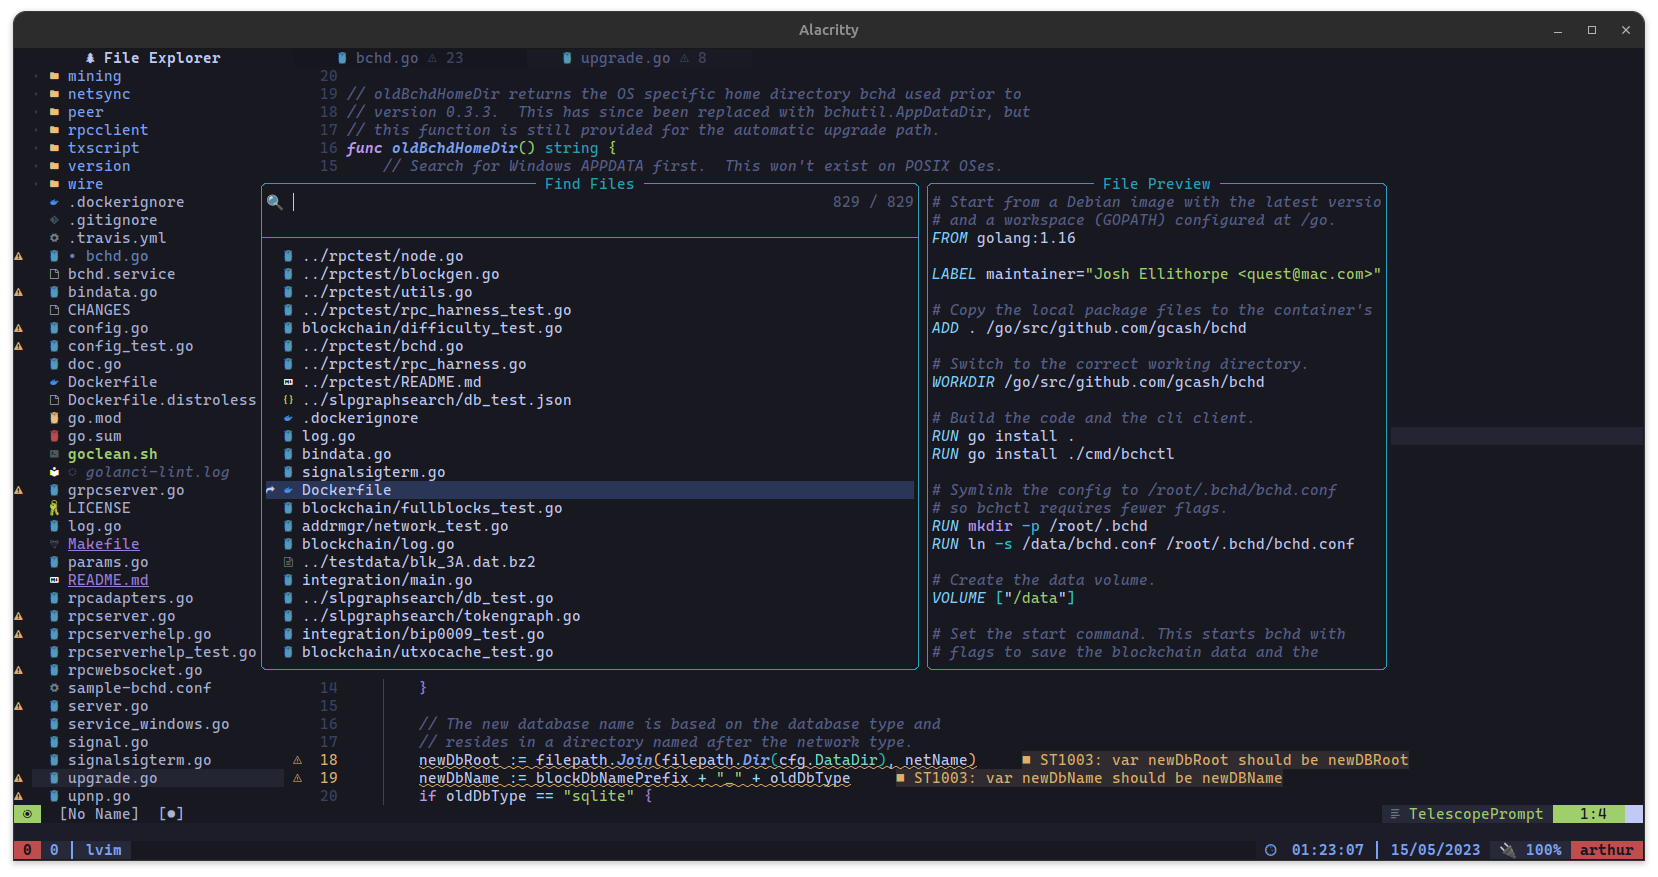 Alacritty
File Explorer
bchd.go 23
upgrade.go 8
mining
netsync
peer
rpcclient
txscript
version
wire
.dockerignore
.gitignore
.travis.yml
bchd.go
bchd.service
bindata.go
CHANGES
config.go
config_test.go
doc.go
Dockerfile
Dockerfile.distroless
go.mod
go.sum
goclean.sh
golanci-lint.log
grpcserver.go
LICENSE
log.go
Makefile
params.go
README.md
rpcadapters.go
rpcserver.go
rpcserverhelp.go
rpcserverhelp_test.go
rpcwebsocket.go
sample-bchd.conf
server.go
service_windows.go
signal.go
signalsigterm.go
upgrade.go
upnp.go
20
19 // oldBchdHomeDir returns the OS specific home directory bchd used prior to
18 // version 0.3.3.  This has since been replaced with bchutil.AppDataDir, but
17 // this function is still provided for the automatic upgrade path.
16 func oldBchdHomeDir() string {
15 // Search for Windows APPDATA first.  This won't exist on POSIX OSes.
Find Files
829 / 829
../rpctest/node.go
../rpctest/blockgen.go
../rpctest/utils.go
../rpctest/rpc_harness_test.go
blockchain/difficulty_test.go
../rpctest/bchd.go
../rpctest/rpc_harness.go
../rpctest/README.md
../slpgraphsearch/db_test.json
.dockerignore
log.go
bindata.go
signalsigterm.go
Dockerfile
blockchain/fullblocks_test.go
addrmgr/network_test.go
blockchain/log.go
../testdata/blk_3A.dat.bz2
integration/main.go
../slpgraphsearch/db_test.go
../slpgraphsearch/tokengraph.go
integration/bip0009_test.go
blockchain/utxocache_test.go
File Preview
# Start from a Debian image with the latest versio
# and a workspace (GOPATH) configured at /go.
FROM golang:1.16
LABEL maintainer="Josh Ellithorpe <quest@mac.com>"
# Copy the local package files to the container's
ADD . /go/src/github.com/gcash/bchd
# Switch to the correct working directory.
WORKDIR /go/src/github.com/gcash/bchd
# Build the code and the cli client.
RUN go install .
RUN go install ./cmd/bchctl
# Symlink the config to /root/.bchd/bchd.conf
# so bchctl requires fewer flags.
RUN mkdir -p /root/.bchd
RUN ln -s /data/bchd.conf /root/.bchd/bchd.conf
# Create the data volume.
VOLUME ["/data"]
# Set the start command. This starts bchd with
# flags to save the blockchain data and the
14 }
15
16 // The new database name is based on the database type and
17 // resides in a directory named after the network type.
18 newDbRoot := filepath.Join(filepath.Dir(cfg.DataDir), netName) ■ ST1003: var newDbRoot should be newDBRoot
19 newDbName := blockDbNamePrefix + "_" + oldDbType ■ ST1003: var newDbName should be newDBName
20 if oldDbType == "sqlite" {
[No Name] [●]
TelescopePrompt 1:4
0 0 lvim
01:23:07 15/05/2023 100% arthur